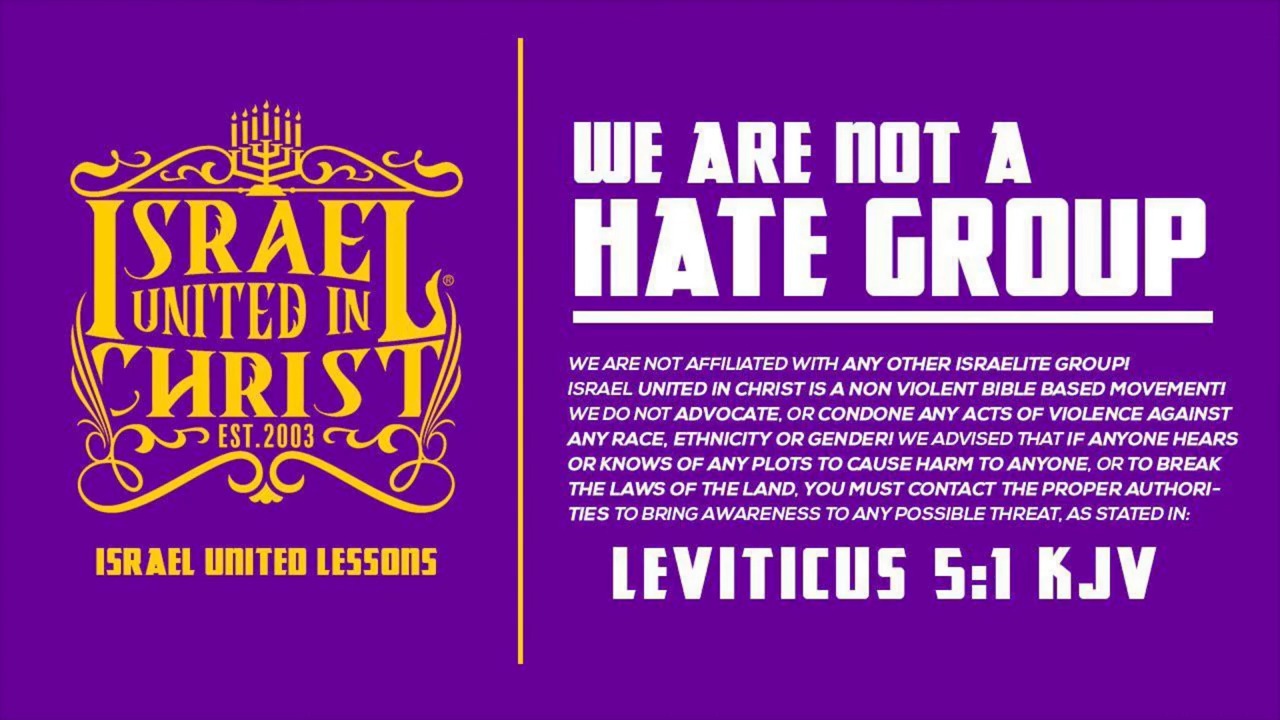 ISRAEL
UNITED IN
CHRIST
®
EST.2003
ISRAEL UNITED LESSONS
WE ARE NOT A
HATE GROUP
WE ARE NOT AFFILIATED WITH ANY OTHER ISRAELITE GROUP!
ISRAEL UNITED IN CHRIST IS A NON VIOLENT BIBLE BASED MOVEMENT!
WE DO NOT ADVOCATE, OR CONDONE ANY ACTS OF VIOLENCE AGAINST
ANY RACE, ETHNICITY OR GENDER! WE ADVISED THAT IF ANYONE HEARS
OR KNOWS OF ANY PLOTS TO CAUSE HARM TO ANYONE, OR TO BREAK
THE LAWS OF THE LAND, YOU MUST CONTACT THE PROPER AUTHORI-
TIES TO BRING AWARENESS TO ANY POSSIBLE THREAT, AS STATED IN:
LEVITICUS 5:1 KJV